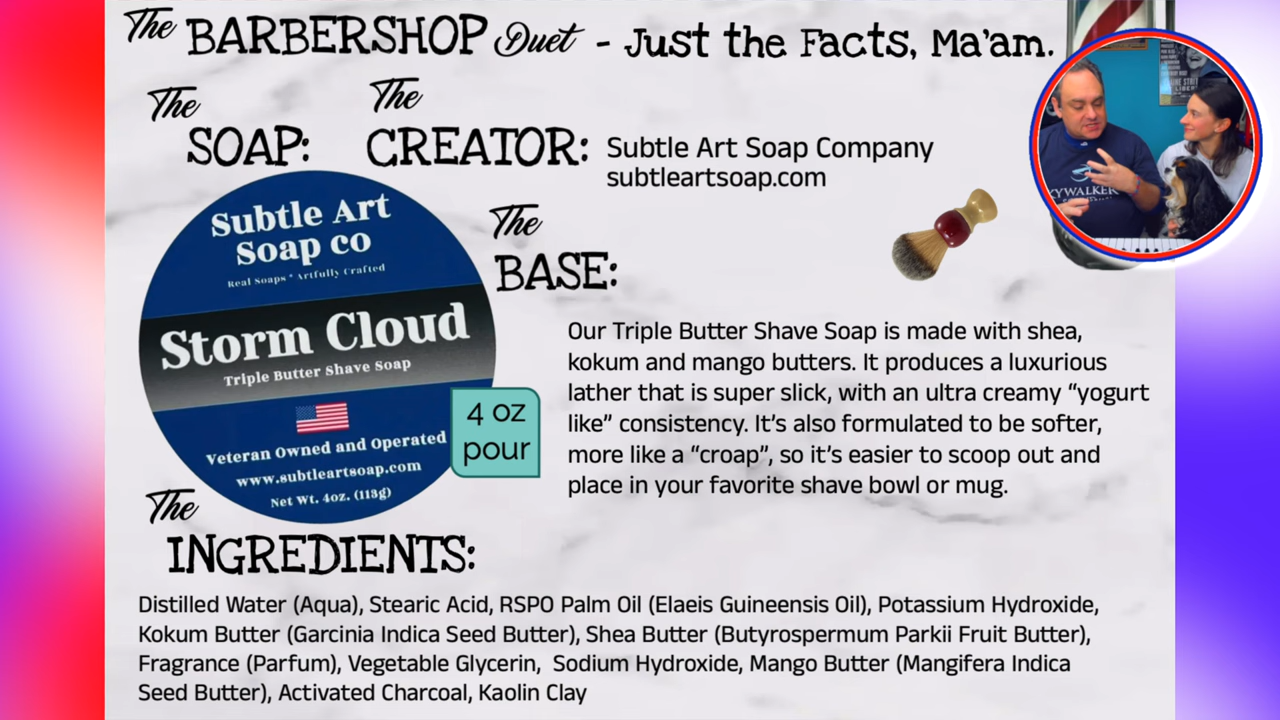 The BARBERSHOP Duet - Just the Facts, Ma'am.
The SOAP:
The CREATOR:
Subtle Art Soap Company
subtleartsoap.com
Subtle Art
Soap co
Real Soaps * Artfully Crafted
Storm Cloud
Triple Butter Shave Soap
Veteran Owned and Operated
www.subtleartsoap.com
Net Wt. 4oz. (113g)
4 oz
pour
The
BASE:
Our Triple Butter Shave Soap is made with shea,
kokum and mango butters. It produces a luxurious
lather that is super slick, with an ultra creamy “yogurt
like” consistency. It’s also formulated to be softer,
more like a “croap”, so it’s easier to scoop out and
place in your favorite shave bowl or mug.
The
INGREDIENTS:
Distilled Water (Aqua), Stearic Acid, RSPO Palm Oil (Elaeis Guineensis Oil), Potassium Hydroxide,
Kokum Butter (Garcinia Indica Seed Butter), Shea Butter (Butyrospermum Parkii Fruit Butter),
Fragrance (Parfum), Vegetable Glycerin, Sodium Hydroxide, Mango Butter (Mangifera Indica
Seed Butter), Activated Charcoal, Kaolin Clay